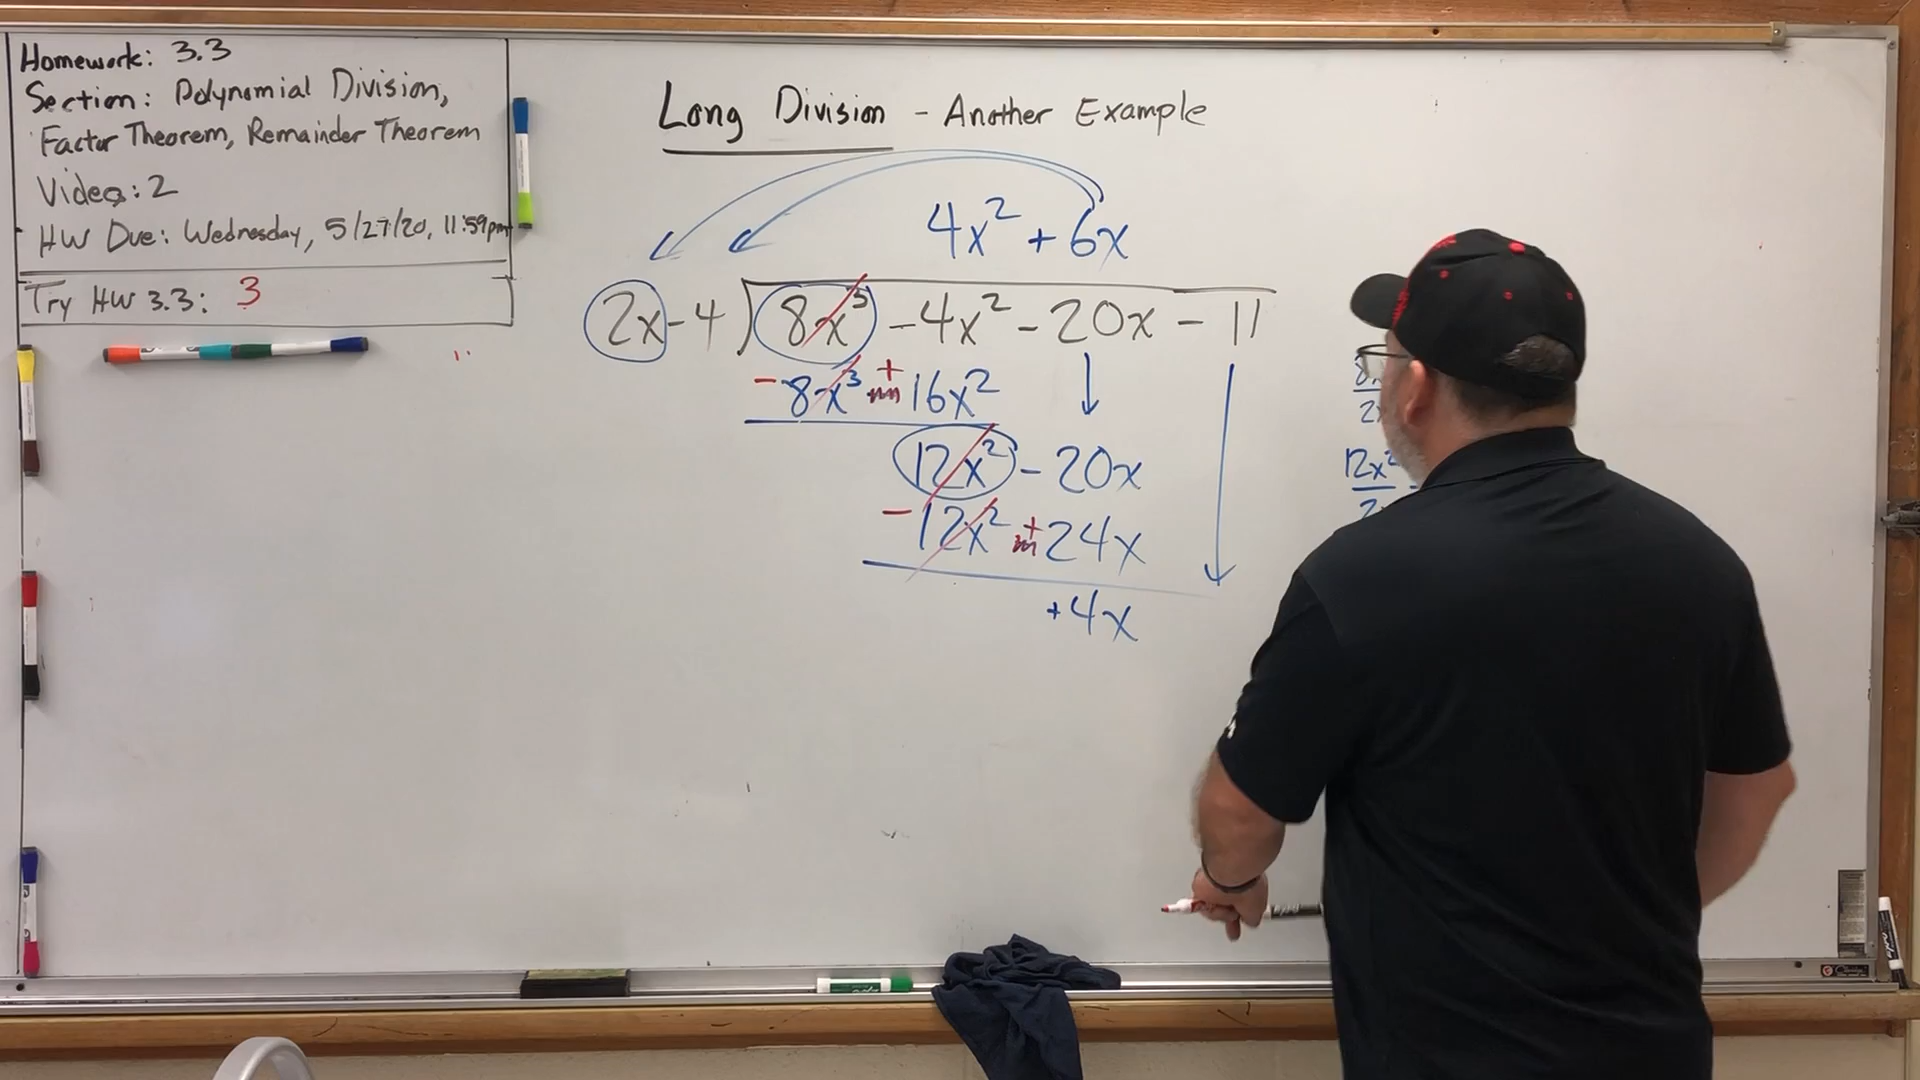 Homework: 3.3
Section: Polynomial Division,
Factor Theorem, Remainder Theorem
Video: 2
HW Due: Wednesday, 5/27/20, 11:59pm
Try HW 3.3: 3
Long Division - Another Example
4x² + 6x
2x-4 ) 8x³ - 4x² - 20x - 11
- 8x³ + 16x²
12x² - 20x
- 12x² + 24x
+4x
12x²